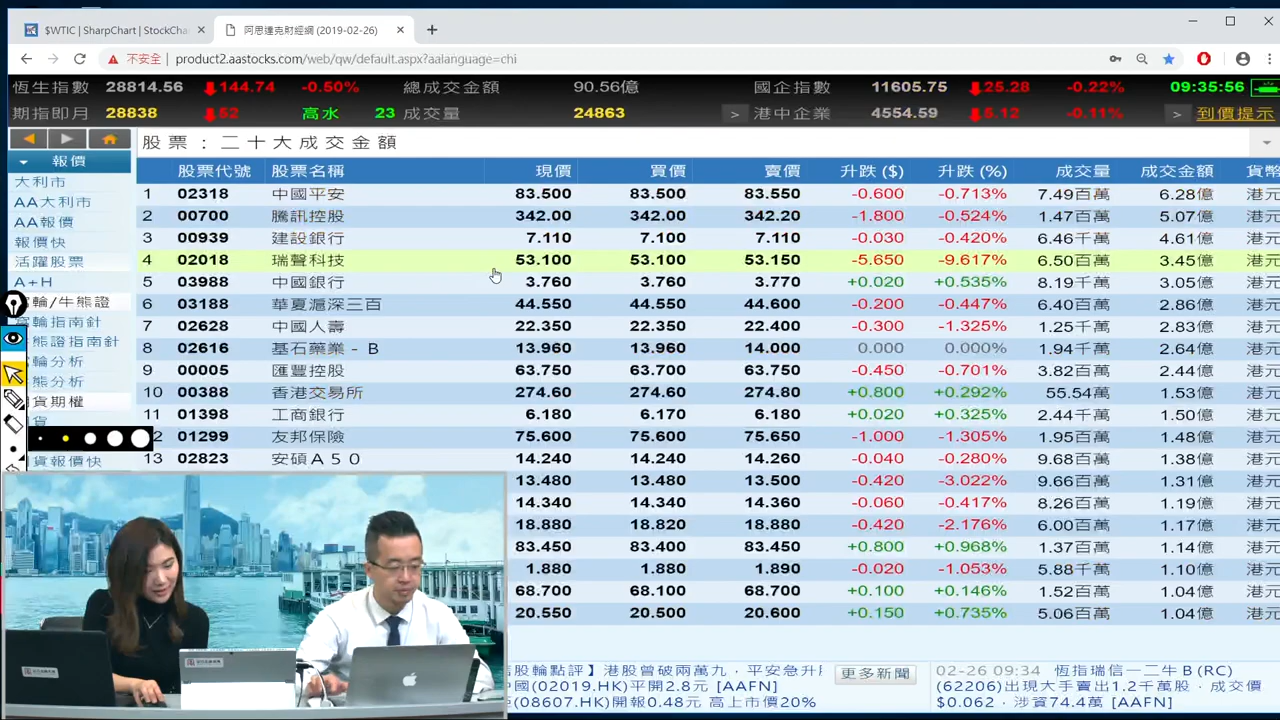 $WTIC | SharpChart | StockCha
阿思達克財經網 (2019-02-26)
不安全 product2.aastocks.com/web/qw/default.aspx?aalanguage=chi
恆生指數 28814.56 144.74 -0.50% 總成交金額 90.56億 國企指數 11605.75 25.28 -0.22% 09:35:56
期指即月 28838 52 高水 23 成交量 24863 > 港中企業 4554.59 5.12 -0.11% > 到價提示
股票：二十大成交金額
報價
大利市
AA大利市
AA報價
報價快
活躍股票
A+H
窩輪/牛熊證
窩輪指南針
牛熊證指南針
窩輪分析
牛熊分析
期貨期權
報價快
股票代號 股票名稱 現價 買價 賣價 升跌 ($) 升跌 (%) 成交量 成交金額 貨幣
1 02318 中國平安 83.500 83.500 83.550 -0.600 -0.713% 7.49百萬 6.28億 港元
2 00700 騰訊控股 342.00 342.00 342.20 -1.800 -0.524% 1.47百萬 5.07億 港元
3 00939 建設銀行 7.110 7.100 7.110 -0.030 -0.420% 6.46千萬 4.61億 港元
4 02018 瑞聲科技 53.100 53.100 53.150 -5.650 -9.617% 6.50百萬 3.45億 港元
5 03988 中國銀行 3.760 3.760 3.770 +0.020 +0.535% 8.19千萬 3.05億 港元
6 03188 華夏滬深三百 44.550 44.550 44.600 -0.200 -0.447% 6.40百萬 2.86億 港元
7 02628 中國人壽 22.350 22.350 22.400 -0.300 -1.325% 1.25千萬 2.83億 港元
8 02616 基石藥業－B 13.960 13.960 14.000 0.000 0.000% 1.94千萬 2.64億 港元
9 00005 匯豐控股 63.750 63.700 63.750 -0.450 -0.701% 3.82百萬 2.44億 港元
10 00388 香港交易所 274.60 274.60 274.80 +0.800 +0.292% 55.54萬 1.53億 港元
11 01398 工商銀行 6.180 6.170 6.180 +0.020 +0.325% 2.44千萬 1.50億 港元
12 01299 友邦保險 75.600 75.600 75.650 -1.000 -1.305% 1.95百萬 1.48億 港元
13 02823 安碩Ａ５０ 14.240 14.240 14.260 -0.040 -0.280% 9.68百萬 1.38億 港元
13.480 13.480 13.500 -0.420 -3.022% 9.66百萬 1.31億 港元
14.340 14.340 14.360 -0.060 -0.417% 8.26百萬 1.19億 港元
18.880 18.820 18.880 -0.420 -2.176% 6.00百萬 1.17億 港元
83.450 83.400 83.450 +0.800 +0.968% 1.37百萬 1.14億 港元
1.880 1.880 1.890 -0.020 -1.053% 5.88千萬 1.10億 港元
68.700 68.100 68.700 +0.100 +0.146% 1.52百萬 1.04億 港元
20.550 20.500 20.600 +0.150 +0.735% 5.06百萬 1.04億 港元
股輪點評】港股曾破兩萬九，平安急升
國(02019.HK)平開2.8元 [AAFN]
(08607.HK)開報0.48元 高上市價20%
更多新聞
02-26 09:34 恆指瑞信一二牛Ｂ(RC)
(62206)出現大手賣出1.2千萬股，成交價
$0.062，涉資74.4萬 [AAFN]